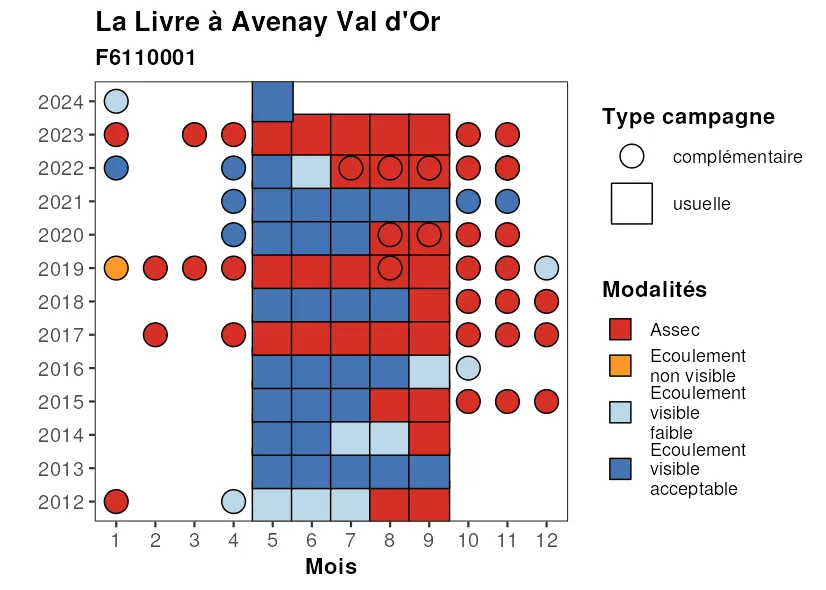 La Livre à Avenay Val d'Or
F6110001
2024
2023
2022
2021
2020
2019
2018
2017
2016
2015
2014
2013
2012
1 2 3 4 5 6 7 8 9 10 11 12
Mois
Type campagne
complémentaire
usuelle
Modalités
Assec
Ecoulement
non visible
Ecoulement
visible
faible
Ecoulement
visible
acceptable